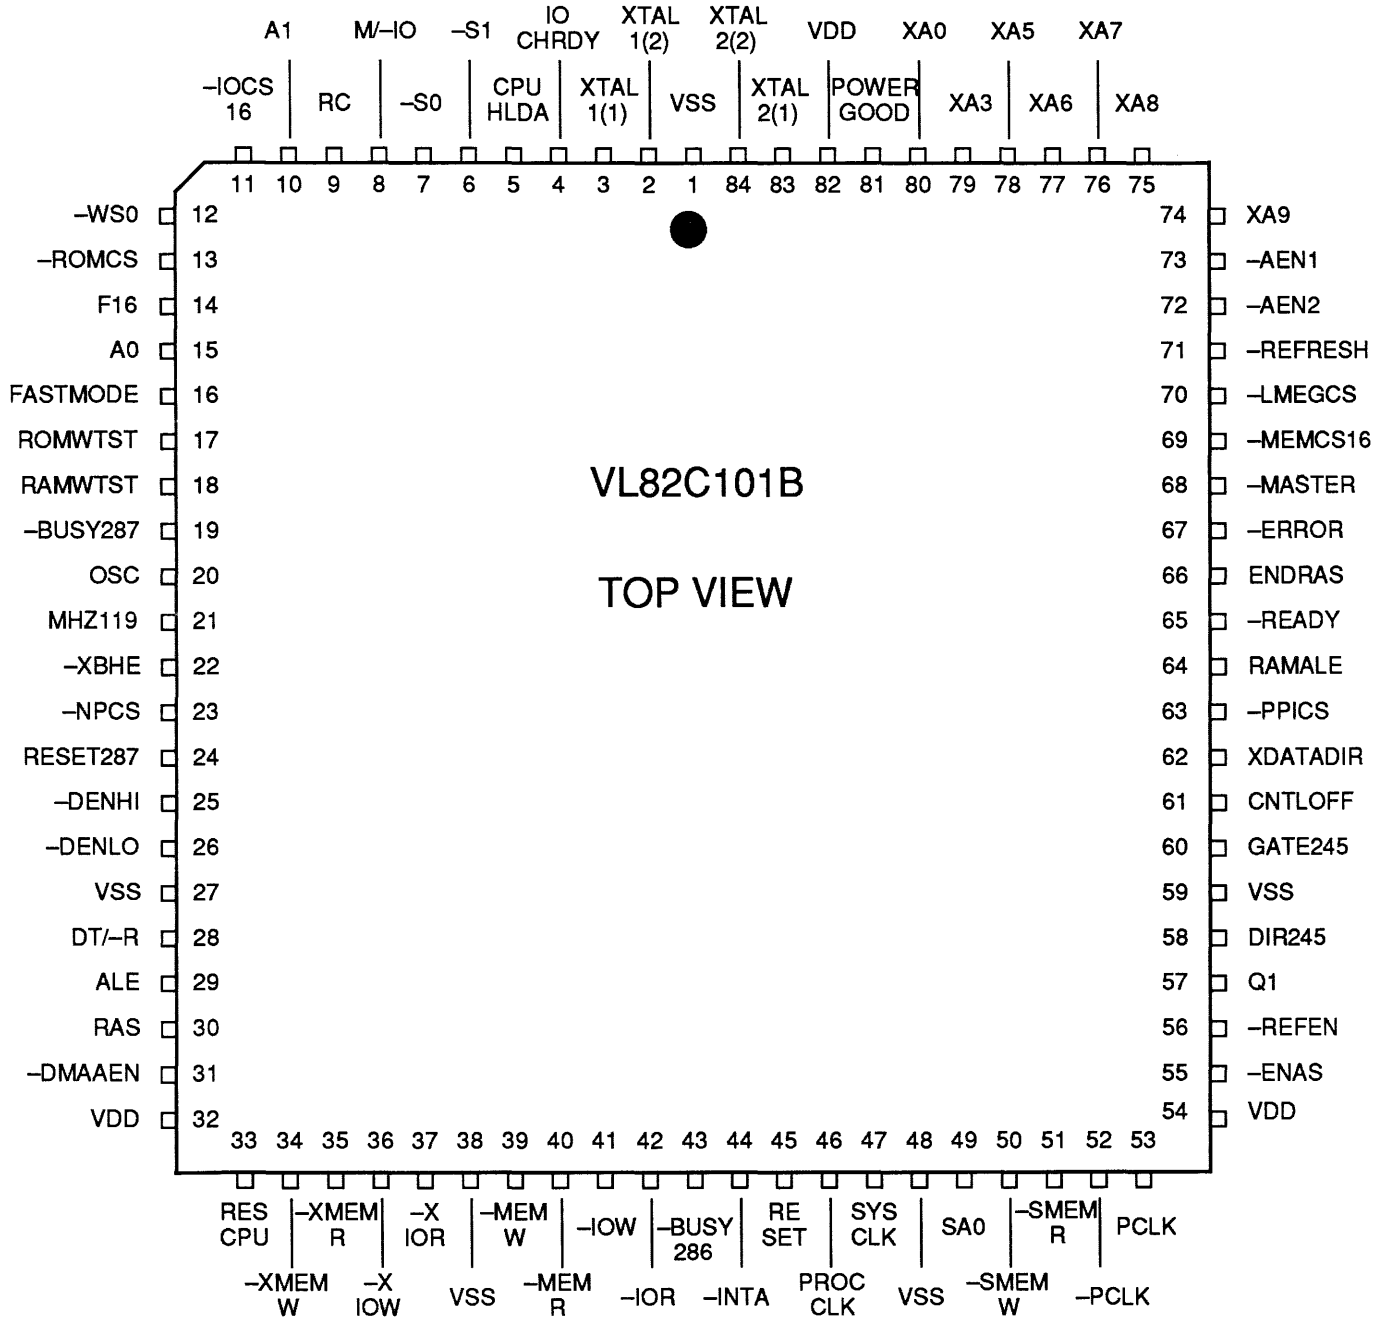 A1 M/–IO –S1 IO CHRDY XTAL 1(2) XTAL 2(2) VDD XA0 XA5 XA7
–IOCS 16 RC –S0 CPU HLDA XTAL 1(1) VSS XTAL 2(1) POWER GOOD XA3 XA6 XA8
11 10 9 8 7 6 5 4 3 2 1 84 83 82 81 80 79 78 77 76 75
–WS0 12 74 XA9
–ROMCS 13 73 –AEN1
F16 14 72 –AEN2
A0 15 71 –REFRESH
FASTMODE 16 70 –LMEGCS
ROMWTST 17 69 –MEMCS16
RAMWTST 18 VL82C101B 68 –MASTER
–BUSY287 19 67 –ERROR
OSC 20 TOP VIEW 66 ENDRAS
MHZ119 21 65 –READY
–XBHE 22 64 RAMALE
–NPCS 23 63 –PPICS
RESET287 24 62 XDATADIR
–DENHI 25 61 CNTLOFF
–DENLO 26 60 GATE245
VSS 27 59 VSS
DT/–R 28 58 DIR245
ALE 29 57 Q1
RAS 30 56 –REFEN
–DMAAEN 31 55 –ENAS
VDD 32 54 VDD
33 34 35 36 37 38 39 40 41 42 43 44 45 46 47 48 49 50 51 52 53
RES CPU –XMEM R –X IOR –MEM W –IOW –BUSY 286 RE SET SYS CLK SA0 –SMEM R PCLK
–XMEM W –X IOW VSS –MEM R –IOR –INTA PROC CLK VSS –SMEM W –PCLK